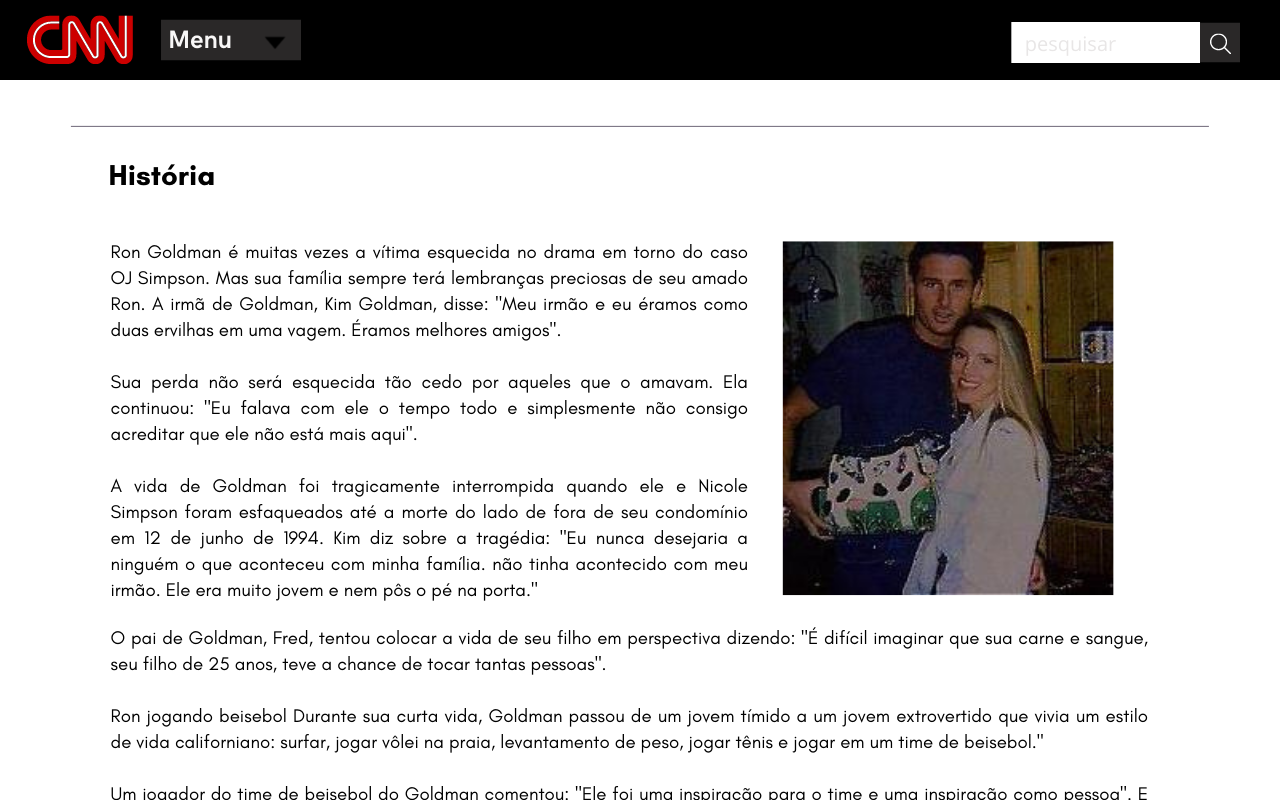 CNN
Menu
pesquisar
História
Ron Goldman é muitas vezes a vítima esquecida no drama em torno do caso
OJ Simpson. Mas sua família sempre terá lembranças preciosas de seu amado
Ron. A irmã de Goldman, Kim Goldman, disse: "Meu irmão e eu éramos como
duas ervilhas em uma vagem. Éramos melhores amigos".
Sua perda não será esquecida tão cedo por aqueles que o amavam. Ela
continuou: "Eu falava com ele o tempo todo e simplesmente não consigo
acreditar que ele não está mais aqui".
A vida de Goldman foi tragicamente interrompida quando ele e Nicole
Simpson foram esfaqueados até a morte do lado de fora de seu condomínio
em 12 de junho de 1994. Kim diz sobre a tragédia: "Eu nunca desejaria a
ninguém o que aconteceu com minha família. não tinha acontecido com meu
irmão. Ele era muito jovem e nem pôs o pé na porta."
O pai de Goldman, Fred, tentou colocar a vida de seu filho em perspectiva dizendo: "É difícil imaginar que sua carne e sangue,
seu filho de 25 anos, teve a chance de tocar tantas pessoas".
Ron jogando beisebol Durante sua curta vida, Goldman passou de um jovem tímido a um jovem extrovertido que vivia um estilo
de vida californiano: surfar, jogar vôlei na praia, levantamento de peso, jogar tênis e jogar em um time de beisebol."
Um jogador do time de beisebol do Goldman comentou: "Ele foi uma inspiração para o time e uma inspiração como pessoa". E